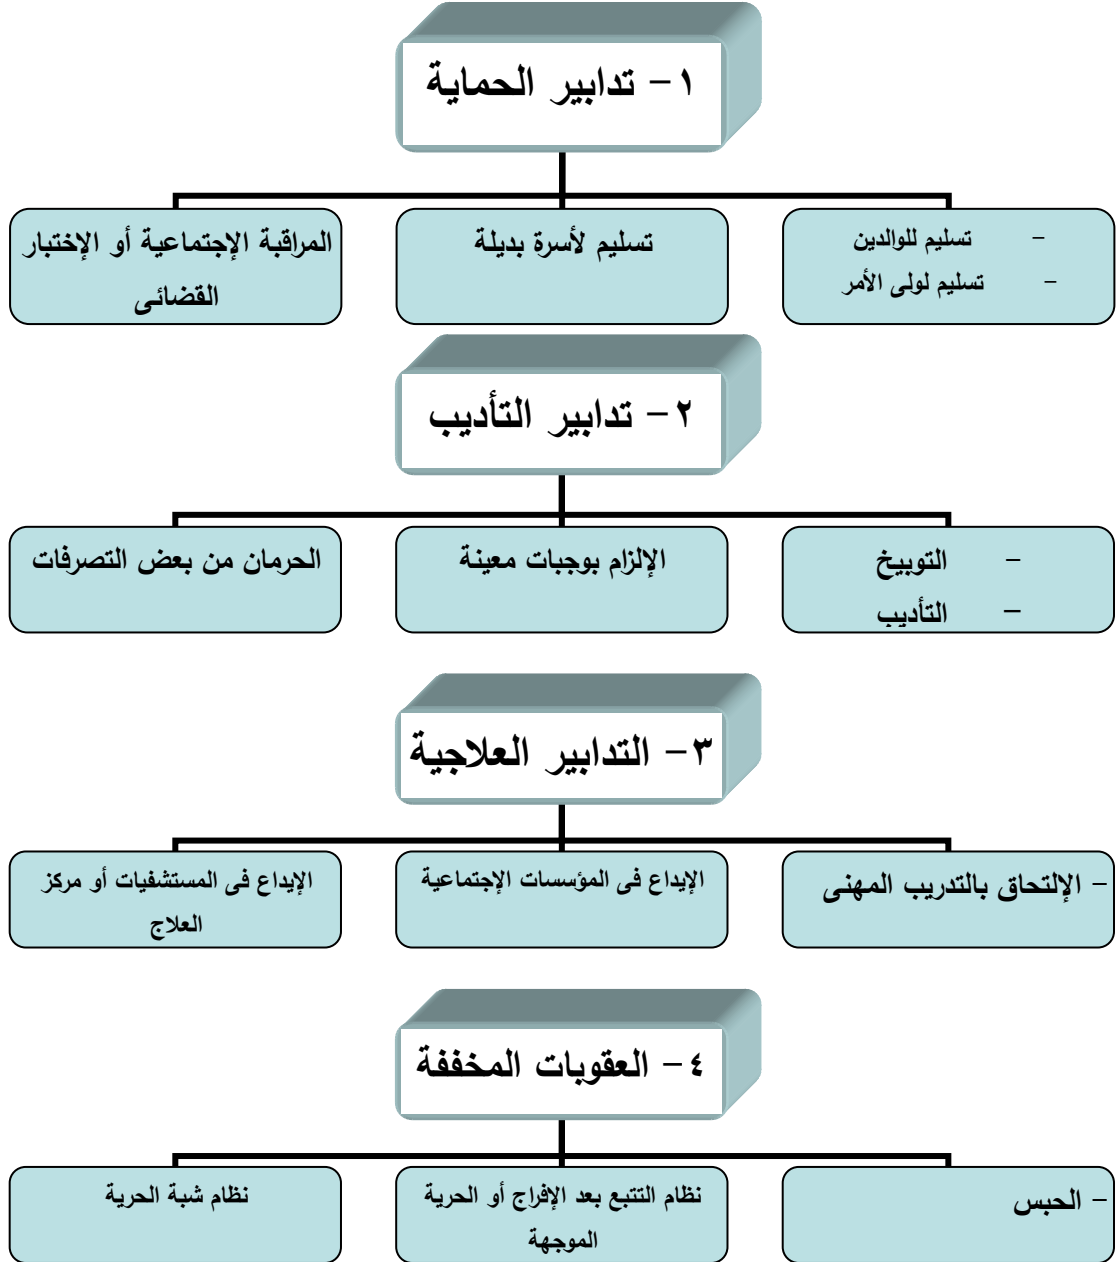 ١- تدابير الحماية
- تسليم للوالدين
- تسليم لولى الأمر
تسليم لأسرة بديلة
المراقبة الإجتماعية أو الإختبار
القضائى
٢- تدابير التأديب
- التوبيخ
- التأديب
الإلزام بوجبات معينة
الحرمان من بعض التصرفات
٣- التدابير العلاجية
- الإلتحاق بالتدريب المهنى
الإيداع فى المؤسسات الإجتماعية
الإيداع فى المستشفيات أو مركز
العلاج
٤- العقوبات المخففة
- الحبس
نظام التتبع بعد الإفراج أو الحرية
الموجهة
نظام شبة الحرية